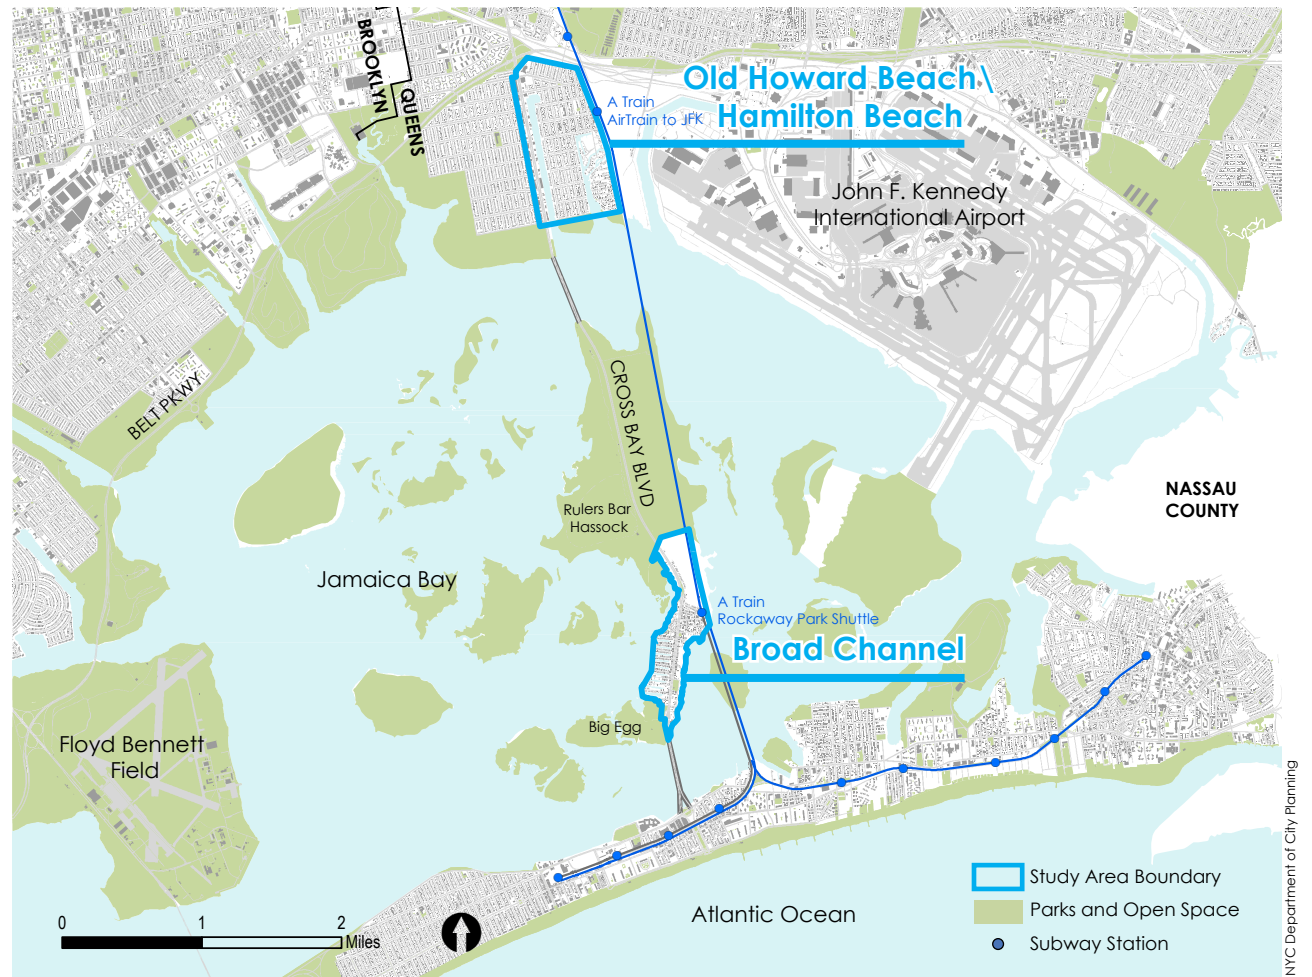 BROOKLYN
QUEENS
Old Howard Beach\
Hamilton Beach
A Train
AirTrain to JFK
John F. Kennedy
International Airport
BELT PKWY
CROSS BAY BLVD
NASSAU
COUNTY
Rulers Bar
Hassock
Jamaica Bay
A Train
Rockaway Park Shuttle
Broad Channel
Big Egg
Floyd Bennett
Field
Atlantic Ocean
Study Area Boundary
Parks and Open Space
Subway Station
0 1 2
Miles
NYC Department of City Planning